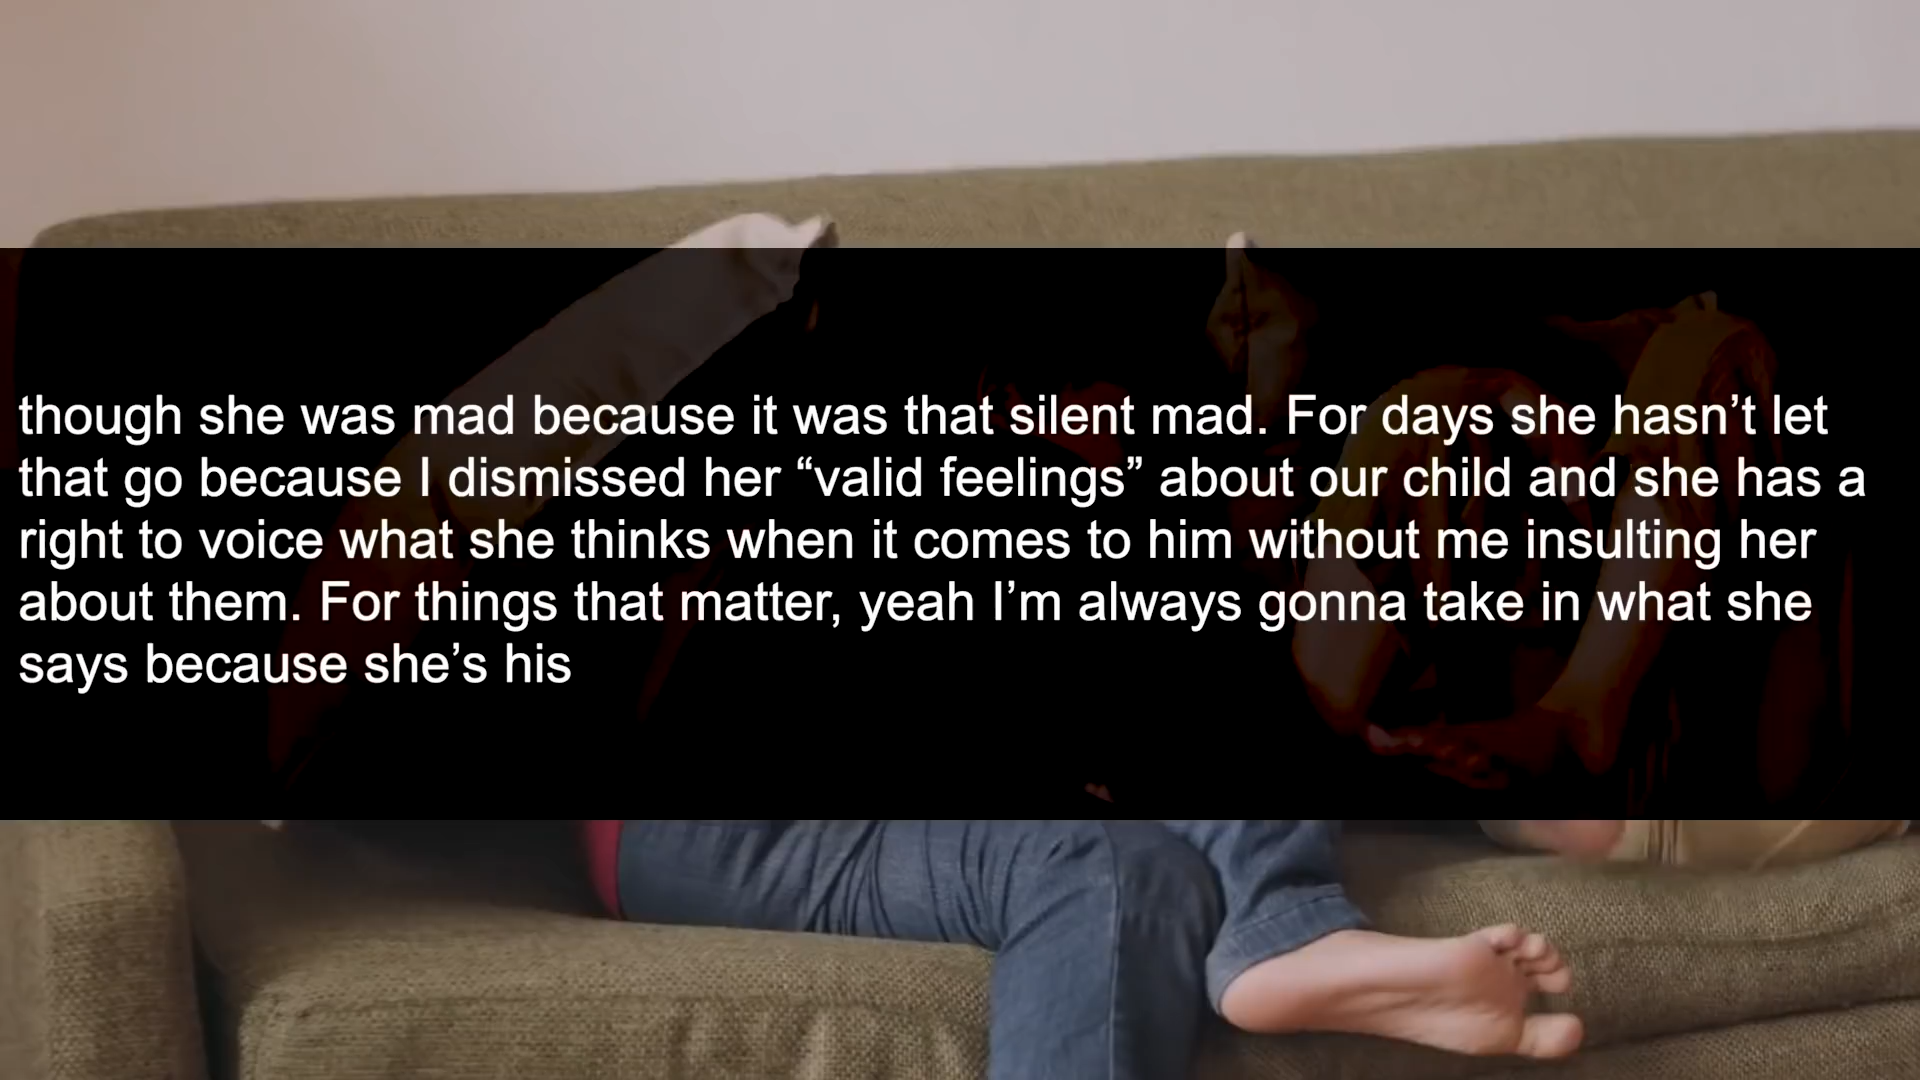 though she was mad because it was that silent mad. For days she hasn’t let
that go because I dismissed her “valid feelings” about our child and she has a
right to voice what she thinks when it comes to him without me insulting her
about them. For things that matter, yeah I’m always gonna take in what she
says because she’s his